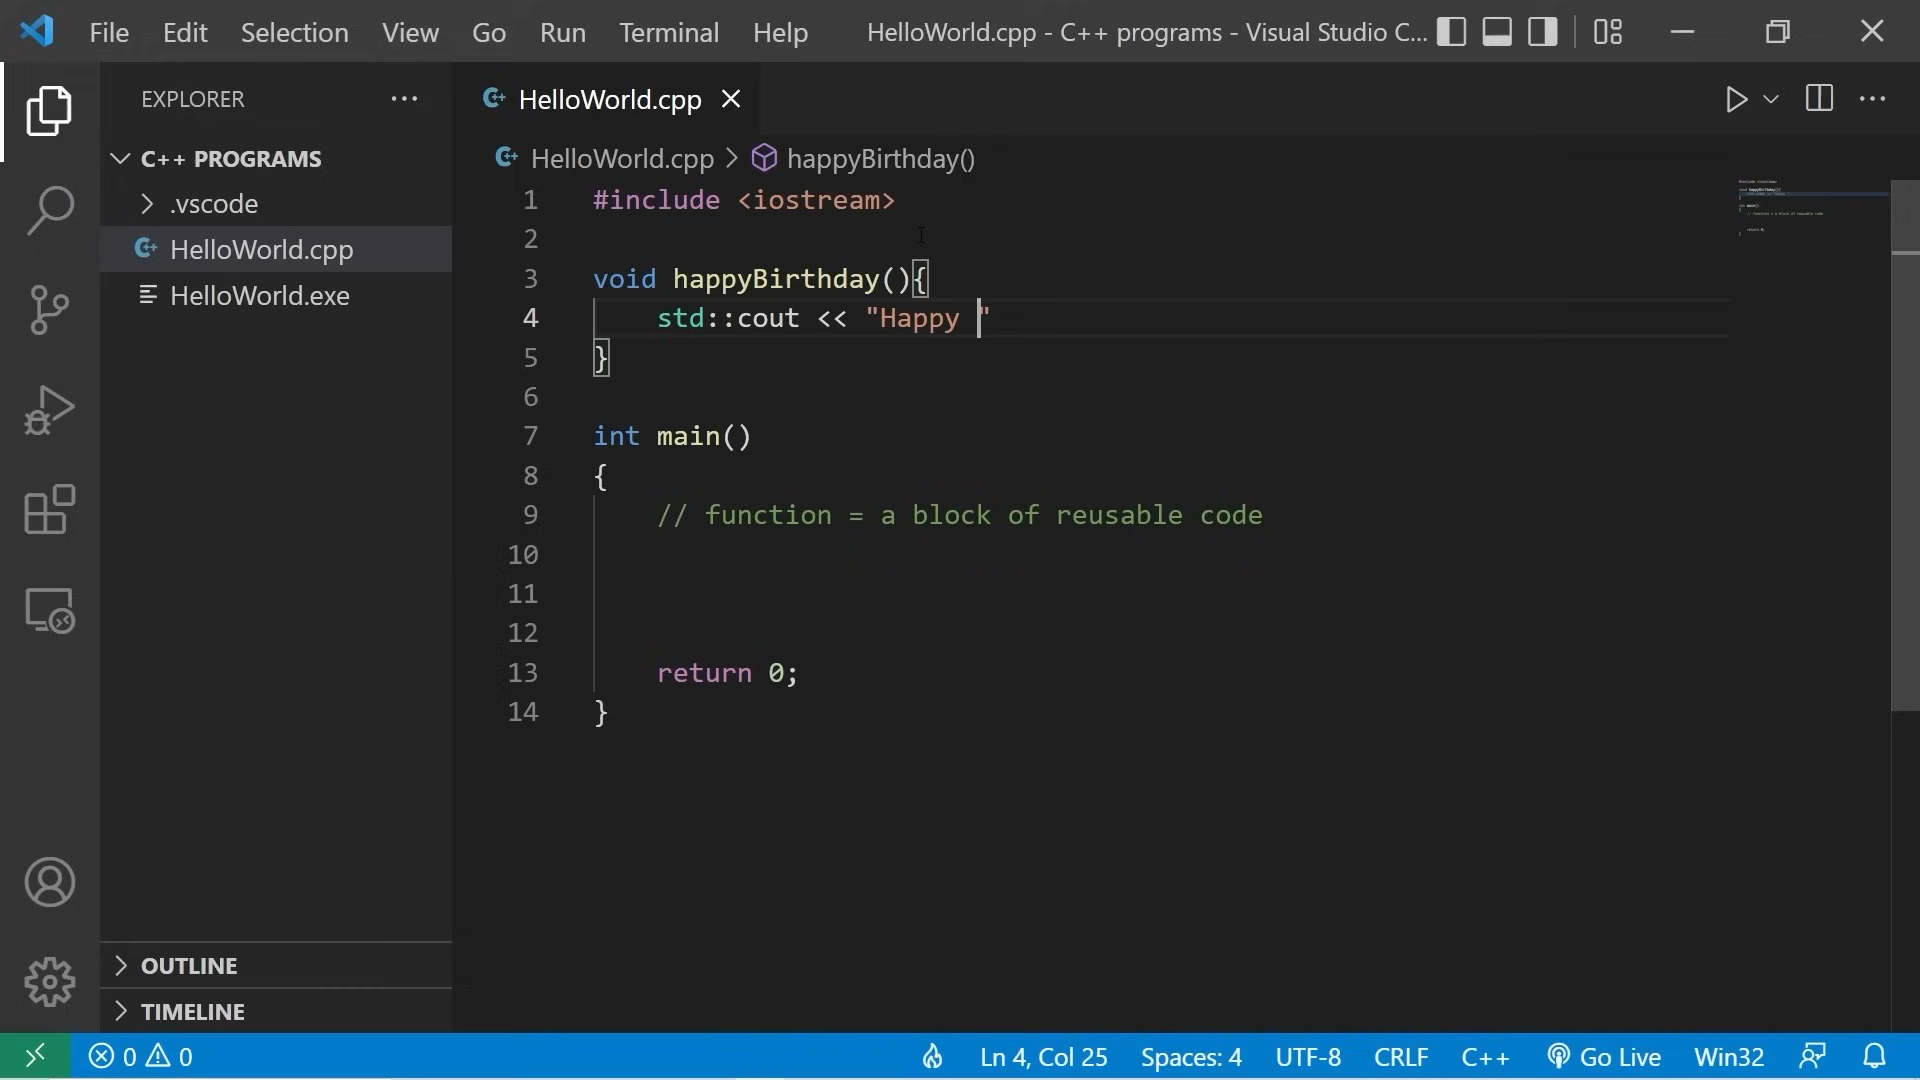 File Edit Selection View Go Run Terminal Help HelloWorld.cpp - C++ programs - Visual Studio C...
EXPLORER
C++ PROGRAMS
.vscode
HelloWorld.cpp
HelloWorld.exe
OUTLINE
TIMELINE
HelloWorld.cpp
HelloWorld.cpp > happyBirthday()
1 #include <iostream>
2
3 void happyBirthday(){
4 std::cout << "Happy "
5 }
6
7 int main()
8 {
9 // function = a block of reusable code
10
11
12
13 return 0;
14 }
0 0 Ln 4, Col 25 Spaces: 4 UTF-8 CRLF C++ Go Live Win32